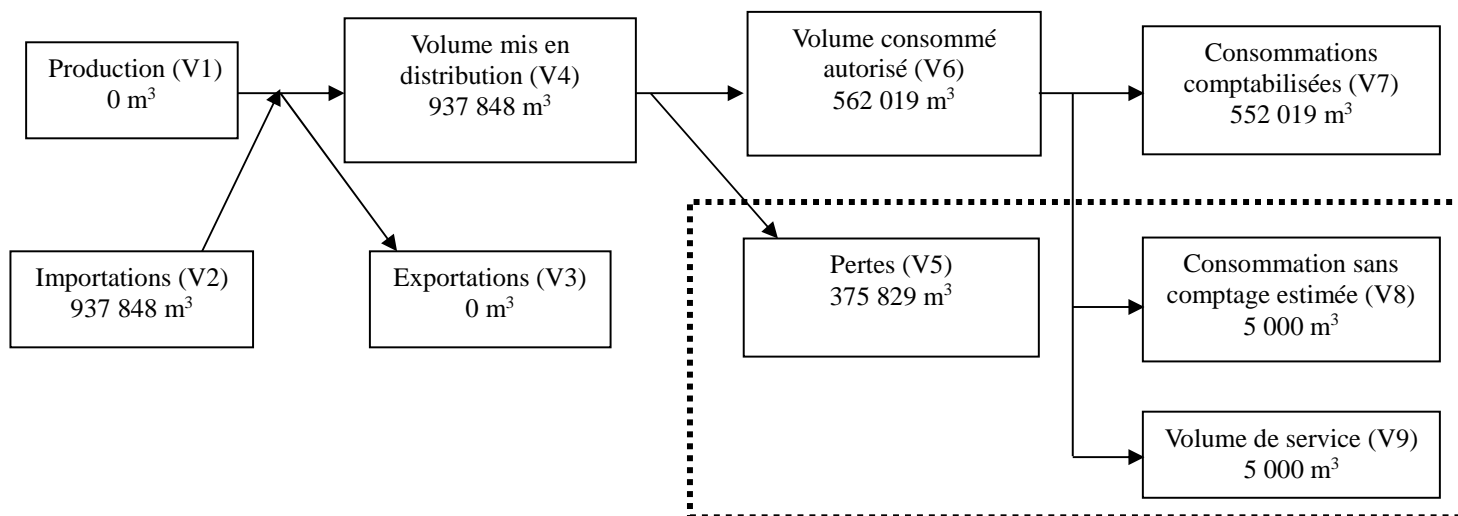 Production (V1)
0 m³
Volume mis en
distribution (V4)
937 848 m³
Volume consommé
autorisé (V6)
562 019 m³
Consommations
comptabilisées (V7)
552 019 m³
Importations (V2)
937 848 m³
Exportations (V3)
0 m³
Pertes (V5)
375 829 m³
Consommation sans
comptage estimée (V8)
5 000 m³
Volume de service (V9)
5 000 m³